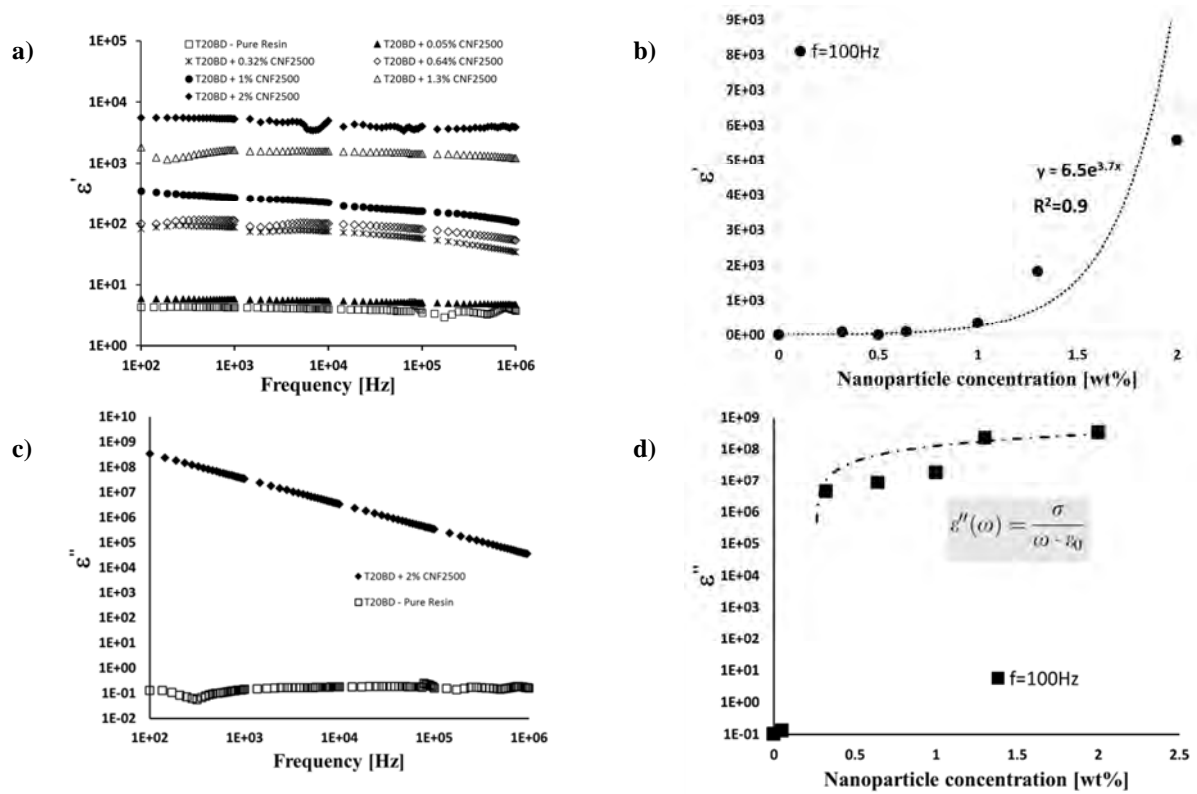 a)
1E+05
1E+04
1E+03
1E+02
1E+01
1E+00
ε'
T20BD - Pure Resin
T20BD + 0.05% CNF2500
T20BD + 0.32% CNF2500
T20BD + 0.64% CNF2500
T20BD + 1% CNF2500
T20BD + 1.3% CNF2500
T20BD + 2% CNF2500
1E+02 1E+03 1E+04 1E+05 1E+06
Frequency [Hz]
b)
9E+03
8E+03
7E+03
6E+03
5E+03
4E+03
3E+03
2E+03
1E+03
0E+00
ε'
f=100Hz
y = 6.5e^3.7x
R²=0.9
0 0.5 1 1.5 2
Nanoparticle concentration [wt%]
c)
1E+10
1E+09
1E+08
1E+07
1E+06
1E+05
1E+04
1E+03
1E+02
1E+01
1E+00
1E-01
1E-02
ε''
T20BD + 2% CNF2500
T20BD - Pure Resin
1E+02 1E+03 1E+04 1E+05 1E+06
Frequency [Hz]
d)
1E+09
1E+08
1E+07
1E+06
1E+05
1E+04
1E+03
1E+02
1E+01
1E+00
1E-01
ε''
ε''(ω) = σ / (ω · ε₀)
f=100Hz
0 0.5 1 1.5 2 2.5
Nanoparticle concentration [wt%]